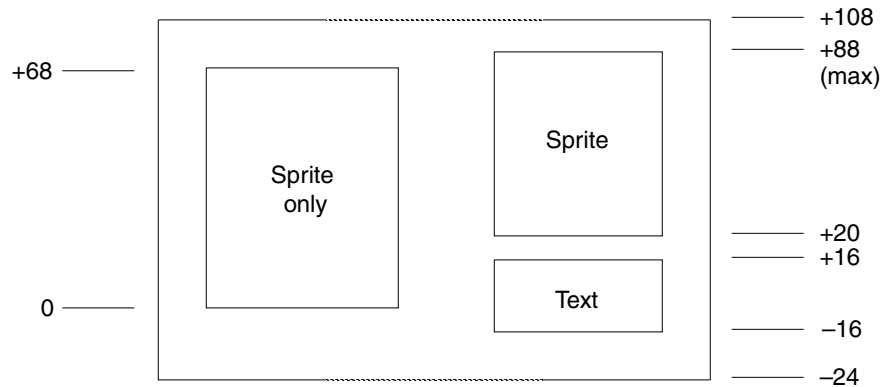 +108
+88
(max)
+68
Sprite
only
Sprite
+20
+16
0
Text
–16
–24